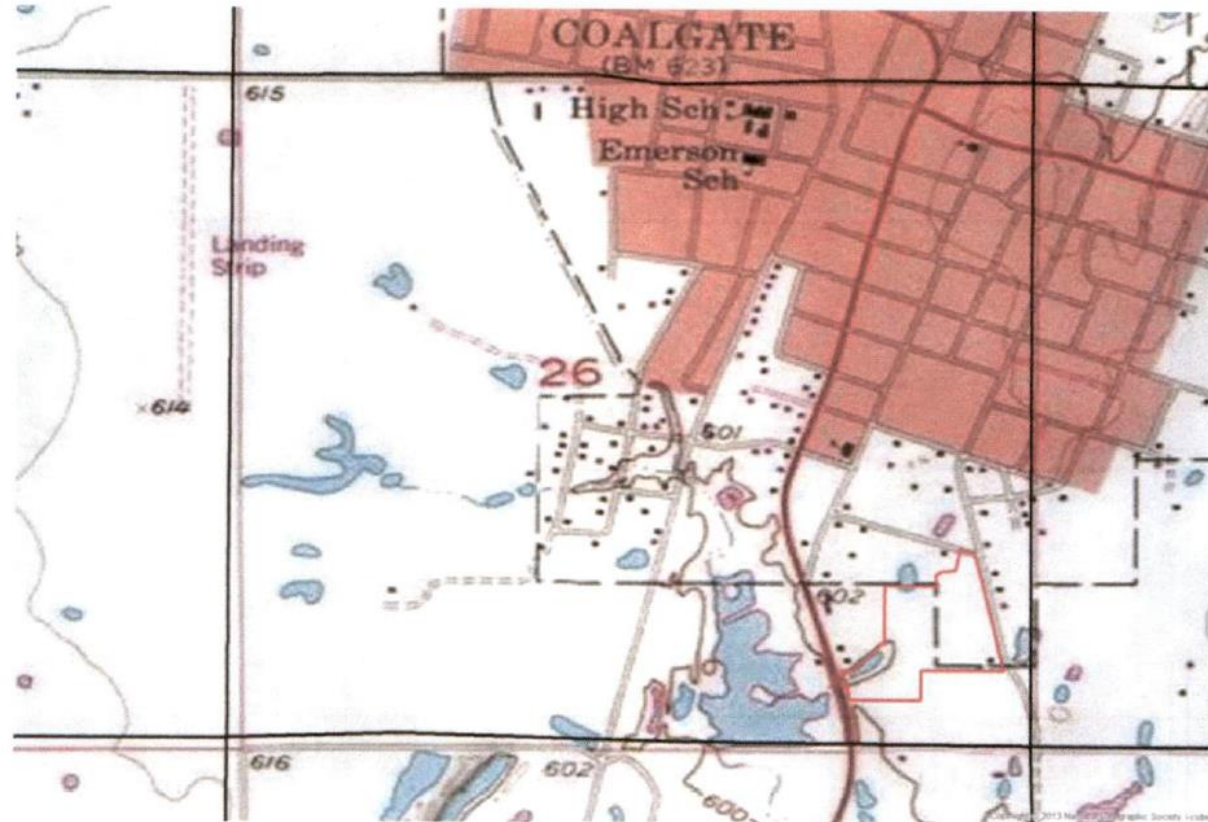 COALGATE
(BM 623)
615
High Sch
Emerson
Sch
Landing
Strip
26
614
601
602
616
602
600